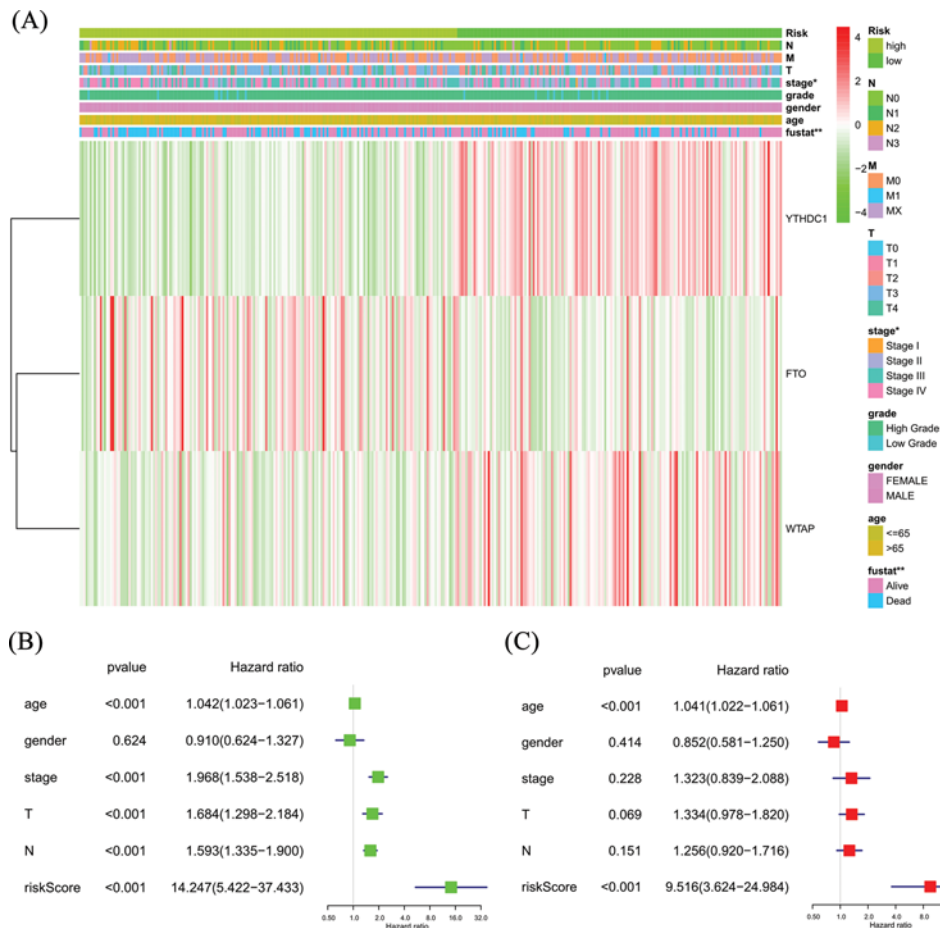 (A)
Risk
N
M
T
stage*
grade
gender
age
fustat**
YTHDC1
FTO
WTAP
4
2
0
−2
−4
Risk
high
low
N
N0
N1
N2
N3
M
M0
M1
MX
T
T0
T1
T2
T3
T4
stage*
Stage I
Stage II
Stage III
Stage IV
grade
High Grade
Low Grade
gender
FEMALE
MALE
age
<=65
>65
fustat**
Alive
Dead
(B)
pvalue Hazard ratio
age <0.001 1.042(1.023−1.061)
gender 0.624 0.910(0.624−1.327)
stage <0.001 1.968(1.538−2.518)
T <0.001 1.684(1.298−2.184)
N <0.001 1.593(1.335−1.900)
riskScore <0.001 14.247(5.422−37.433)
0.50 1.0 2.0 4.0 8.0 16.0 32.0
Hazard ratio
(C)
pvalue Hazard ratio
age <0.001 1.041(1.022−1.061)
gender 0.414 0.852(0.581−1.250)
stage 0.228 1.323(0.839−2.088)
T 0.069 1.334(0.978−1.820)
N 0.151 1.256(0.920−1.716)
riskScore <0.001 9.516(3.624−24.984)
0.50 1.0 2.0 4.0 8.0
Hazard ratio